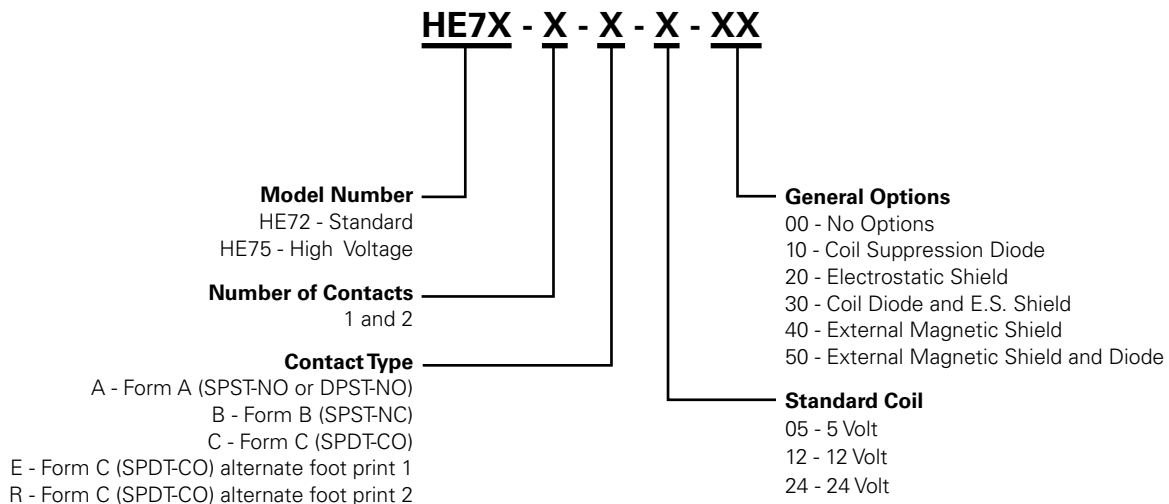 HE7X - X - X - X - XX
Model Number
HE72 - Standard
HE75 - High Voltage
Number of Contacts
1 and 2
Contact Type
A - Form A (SPST-NO or DPST-NO)
B - Form B (SPST-NC)
C - Form C (SPDT-CO)
E - Form C (SPDT-CO) alternate foot print 1
R - Form C (SPDT-CO) alternate foot print 2
General Options
00 - No Options
10 - Coil Suppression Diode
20 - Electrostatic Shield
30 - Coil Diode and E.S. Shield
40 - External Magnetic Shield
50 - External Magnetic Shield and Diode
Standard Coil
05 - 5 Volt
12 - 12 Volt
24 - 24 Volt